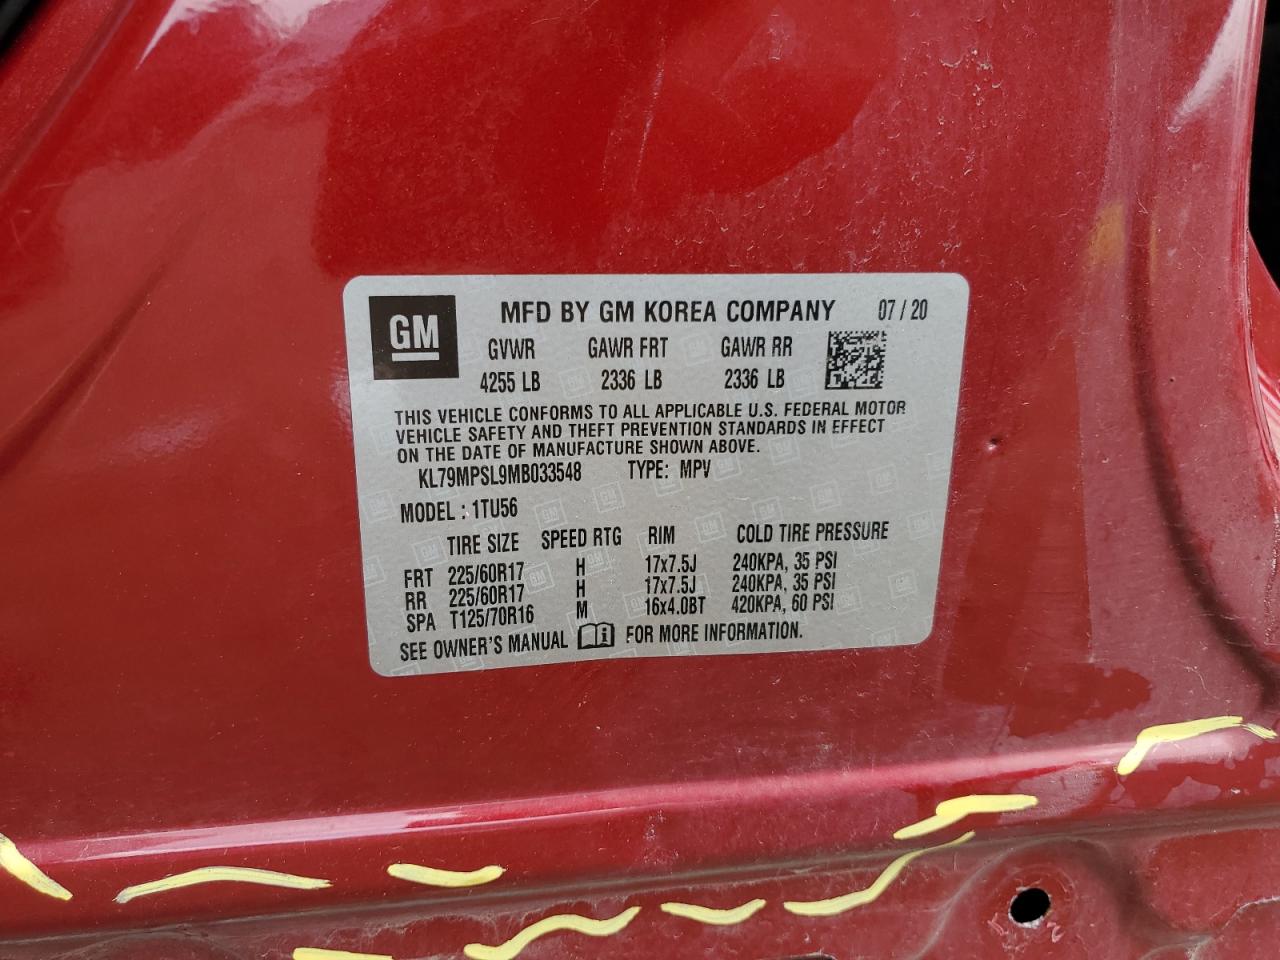 GM
MFD BY GM KOREA COMPANY 07 / 20
GVWR GAWR FRT GAWR RR
4255 LB 2336 LB 2336 LB
THIS VEHICLE CONFORMS TO ALL APPLICABLE U.S. FEDERAL MOTOR
VEHICLE SAFETY AND THEFT PREVENTION STANDARDS IN EFFECT
ON THE DATE OF MANUFACTURE SHOWN ABOVE.
KL79MPSL9MB033548 TYPE: MPV
MODEL : 1TU56
TIRE SIZE SPEED RTG RIM COLD TIRE PRESSURE
FRT 225/60R17 H 17x7.5J 240KPA, 35 PSI
RR 225/60R17 H 17x7.5J 240KPA, 35 PSI
SPA T125/70R16 M 16x4.0BT 420KPA, 60 PSI
SEE OWNER'S MANUAL FOR MORE INFORMATION.